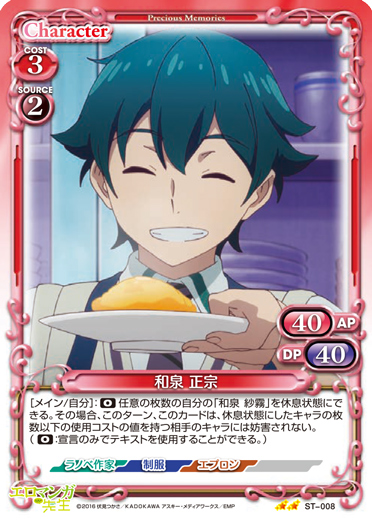 Precious Memories
Character
COST
3
SOURCE
2
40 AP
DP 40
和泉 正宗
[メイン/自分]:0 任意の枚数の自分の「和泉 紗霧」を休息状態にで
きる。その場合、このターン、このカードは、休息状態にしたキャラの枚
数以下の使用コストの値を持つ相手のキャラには妨害されない。
(0:宣言のみでテキストを使用することができる。)
ラノベ作家
制服
エプロン
エロマンガ
先生
©2016 伏見つかさ/KADOKAWA アスキー・メディアワークス/EMP
ST-008